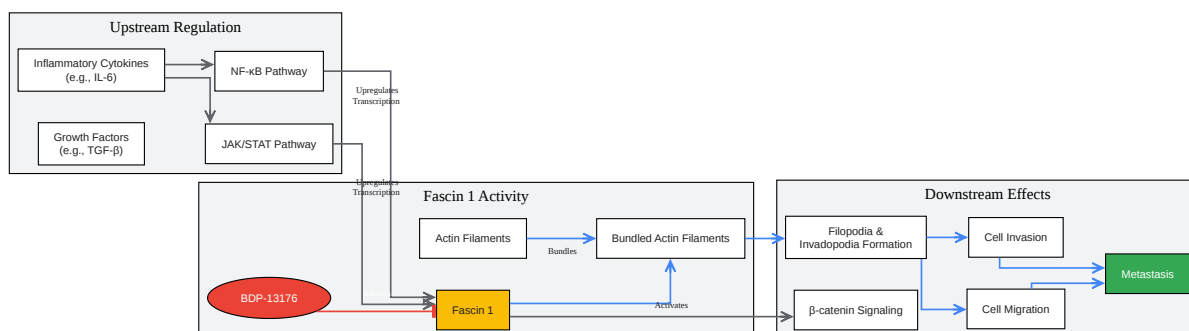 Upstream Regulation
Inflammatory Cytokines
(e.g., IL-6)
NF-κB Pathway
Growth Factors
(e.g., TGF-β)
JAK/STAT Pathway
Upregulates
Transcription
Upregulates
Transcription
Fascin 1 Activity
Actin Filaments
Bundles
Bundled Actin Filaments
BDP-13176
Fascin 1
Activates
Downstream Effects
Filopodia &
Invadopodia Formation
Cell Invasion
Metastasis
β-catenin Signaling
Cell Migration